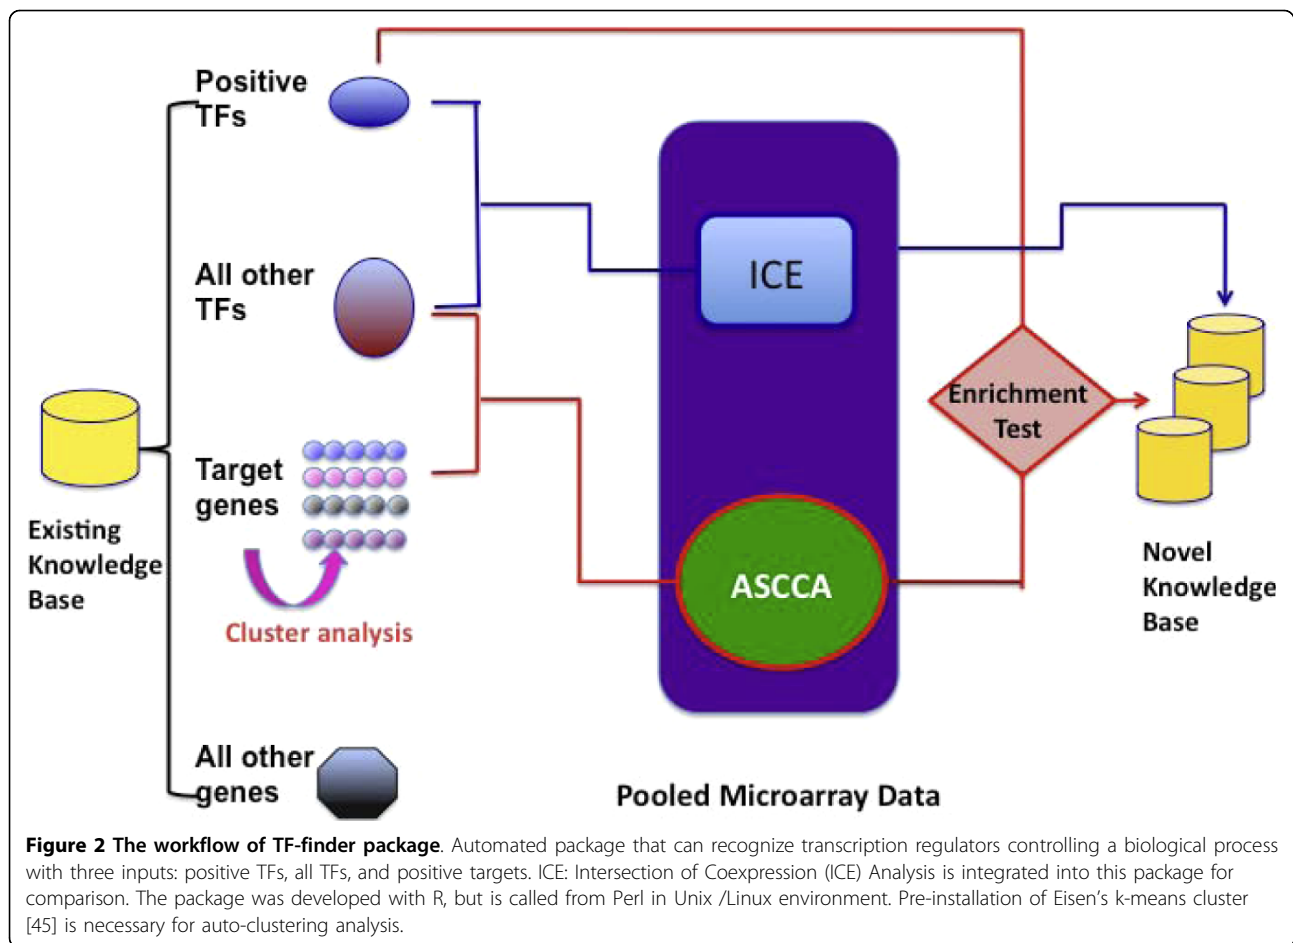 Positive
TFs
All other
TFs
ICE
Enrichment
Test
Target
genes
Existing
Knowledge
Base
ASCCA
Novel
Knowledge
Base
Cluster analysis
All other
genes
Pooled Microarray Data
Figure 2 The workflow of TF-finder package. Automated package that can recognize transcription regulators controlling a biological process
with three inputs: positive TFs, all TFs, and positive targets. ICE: Intersection of Coexpression (ICE) Analysis is integrated into this package for
comparison. The package was developed with R, but is called from Perl in Unix /Linux environment. Pre-installation of Eisen's k-means cluster
[45] is necessary for auto-clustering analysis.